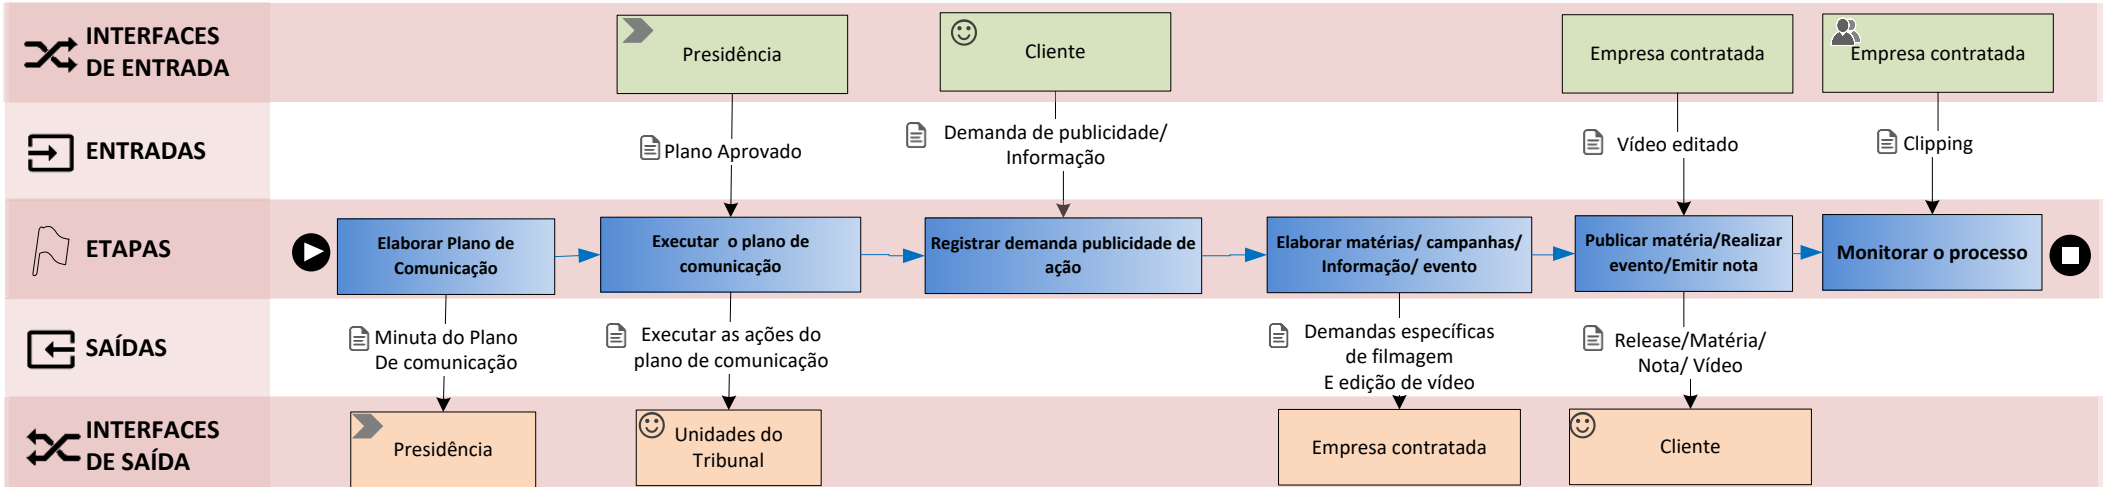 INTERFACES
DE ENTRADA
Presidência
Cliente
Empresa contratada
Empresa contratada
ENTRADAS
Plano Aprovado
Demanda de publicidade/
Informação
Vídeo editado
Clipping
ETAPAS
Elaborar Plano de
Comunicação
Executar o plano de
comunicação
Registrar demanda publicidade de
ação
Elaborar matérias/ campanhas/
Informação/ evento
Publicar matéria/Realizar
evento/Emitir nota
Monitorar o processo
SAÍDAS
Minuta do Plano
De comunicação
Executar as ações do
plano de comunicação
Demandas específicas
de filmagem
E edição de vídeo
Release/Matéria/
Nota/ Vídeo
INTERFACES
DE SAÍDA
Presidência
Unidades do
Tribunal
Empresa contratada
Cliente